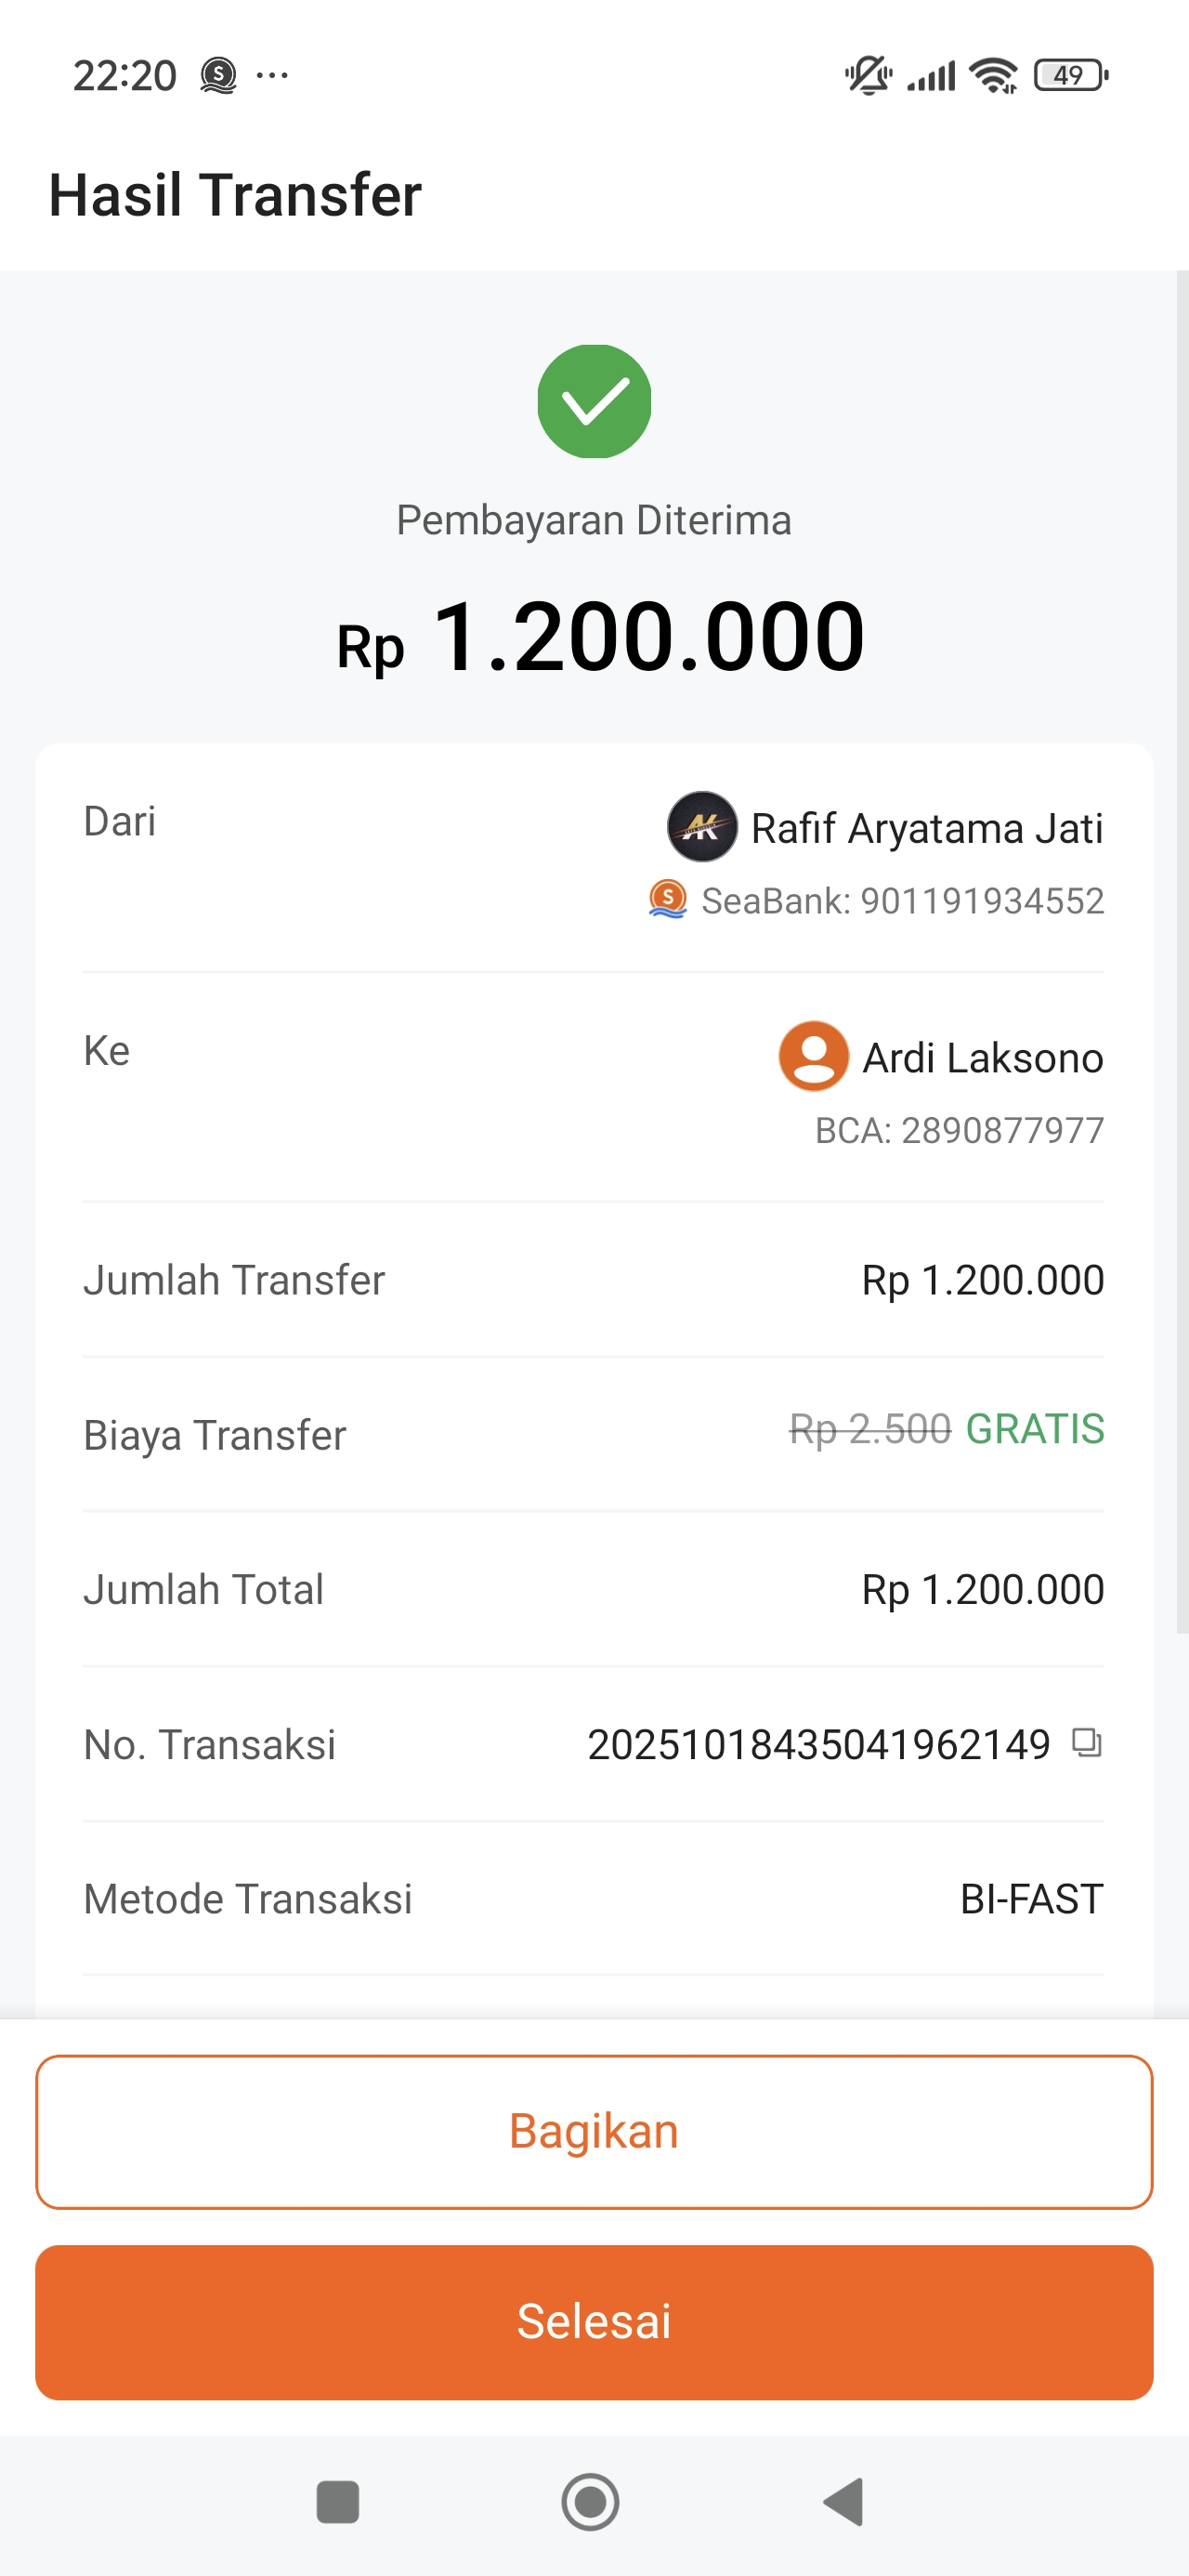 22:20
49
Hasil Transfer
Pembayaran Diterima
Rp 1.200.000
Dari
Rafif Aryatama Jati
SeaBank: 901191934552
Ke
Ardi Laksono
BCA: 2890877977
Jumlah Transfer
Rp 1.200.000
Biaya Transfer
Rp 2.500 GRATIS
Jumlah Total
Rp 1.200.000
No. Transaksi
20251018435041962149
Metode Transaksi
BI-FAST
Bagikan
Selesai